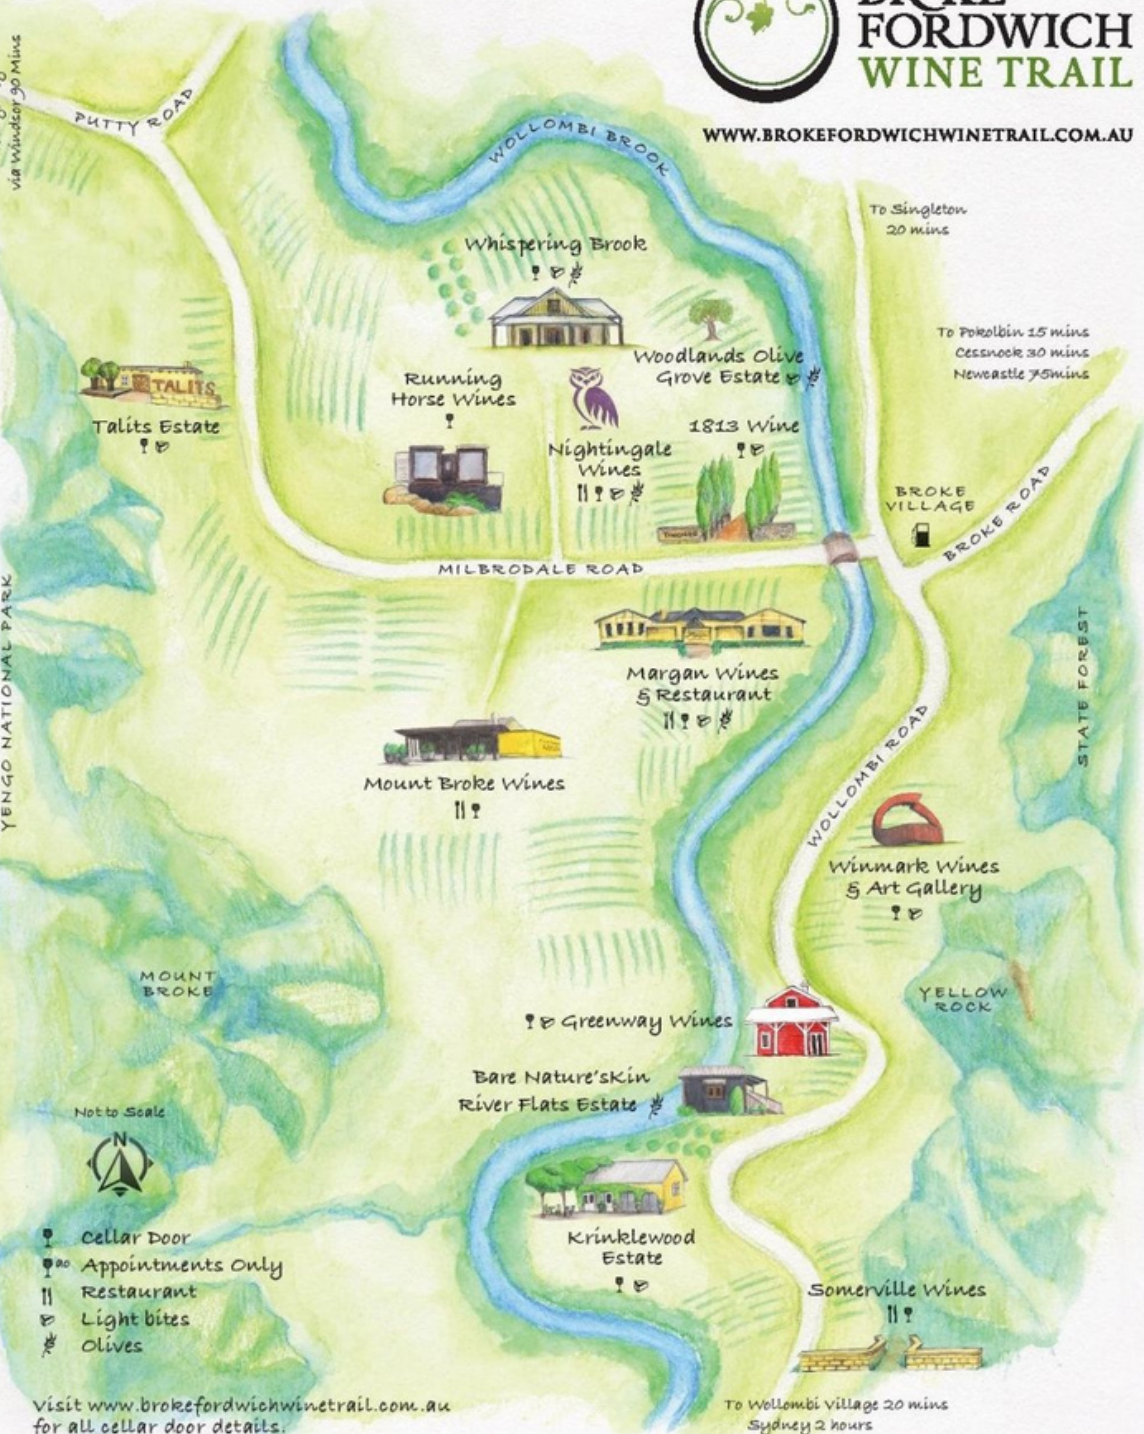 FORDWICH
WINE TRAIL
WWW.BROKEFORDWICHWINETRAIL.COM.AU
via Windsor 90 Mins
PUTTY ROAD
WOLLOMBI BROOK
To Singleton
20 mins
Whispering Brook
To Pokolbin 15 mins
Cessnock 30 mins
Newcastle 75mins
Woodlands Olive
Grove Estate
Running
Horse Wines
TALITS
Talits Estate
1813 Wine
Nightingale
Wines
BROKE
VILLAGE
BROKE ROAD
MILBRODALE ROAD
YENGO NATIONAL PARK
STATE FOREST
Margan Wines
& Restaurant
Mount Broke Wines
WOLLOMBI ROAD
Winmark Wines
& Art Gallery
MOUNT
BROKE
YELLOW
ROCK
Greenway Wines
Bare Nature'sKin
River Flats Estate
Not to Scale
N
Krinklewood
Estate
Cellar Door
ao Appointments Only
Restaurant
Light bites
Olives
Somerville Wines
Visit www.brokefordwichwinetrail.com.au
for all cellar door details.
To Wollombi Village 20 mins
Sydney 2 hours